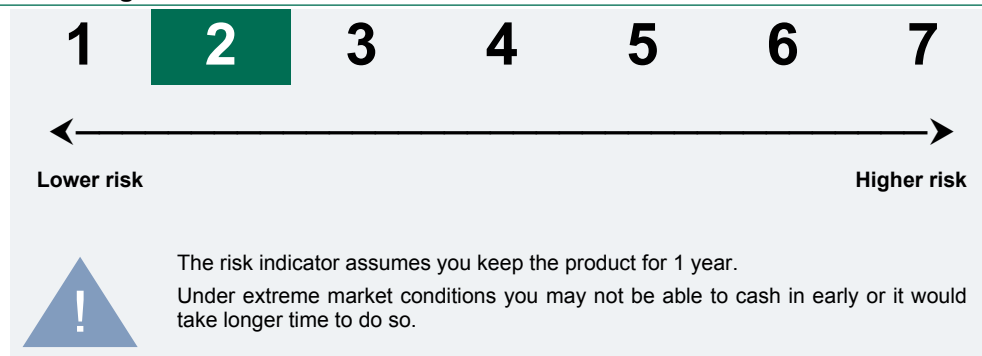 1 2 3 4 5 6 7
Lower risk Higher risk
!
The risk indicator assumes you keep the product for 1 year.
Under extreme market conditions you may not be able to cash in early or it would
take longer time to do so.